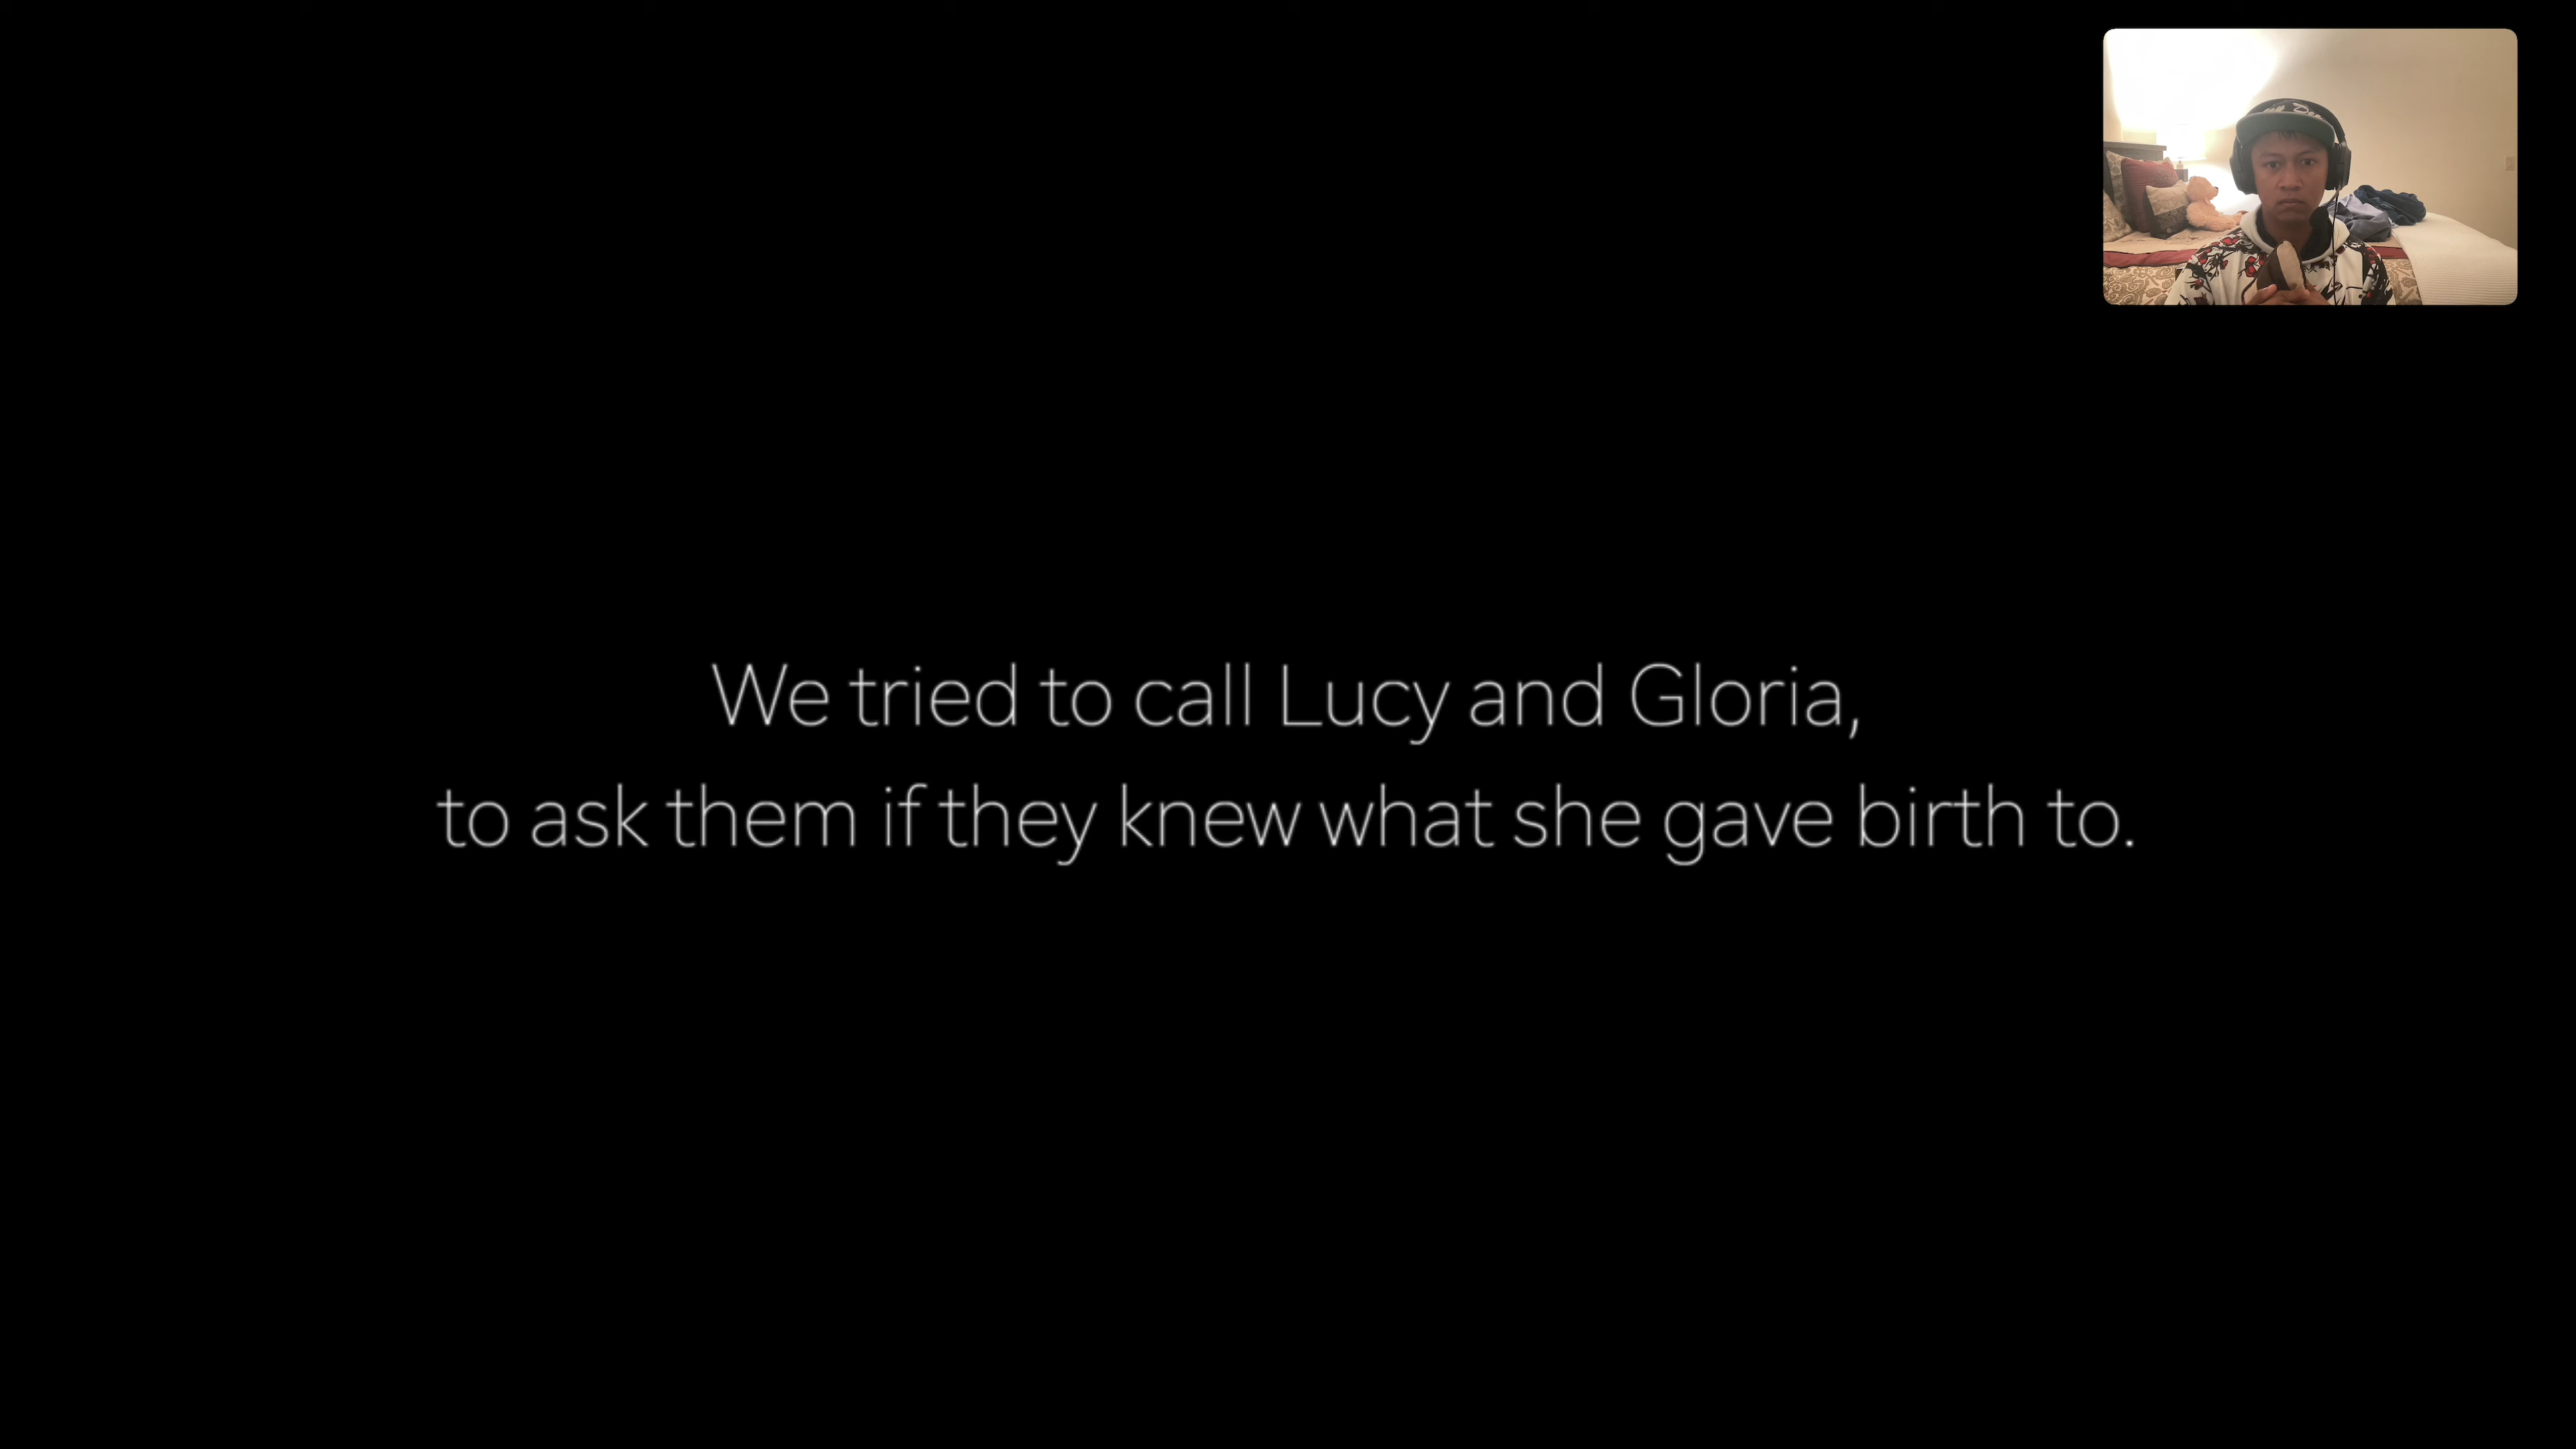 We tried to call Lucy and Gloria,
to ask them if they knew what she gave birth to.